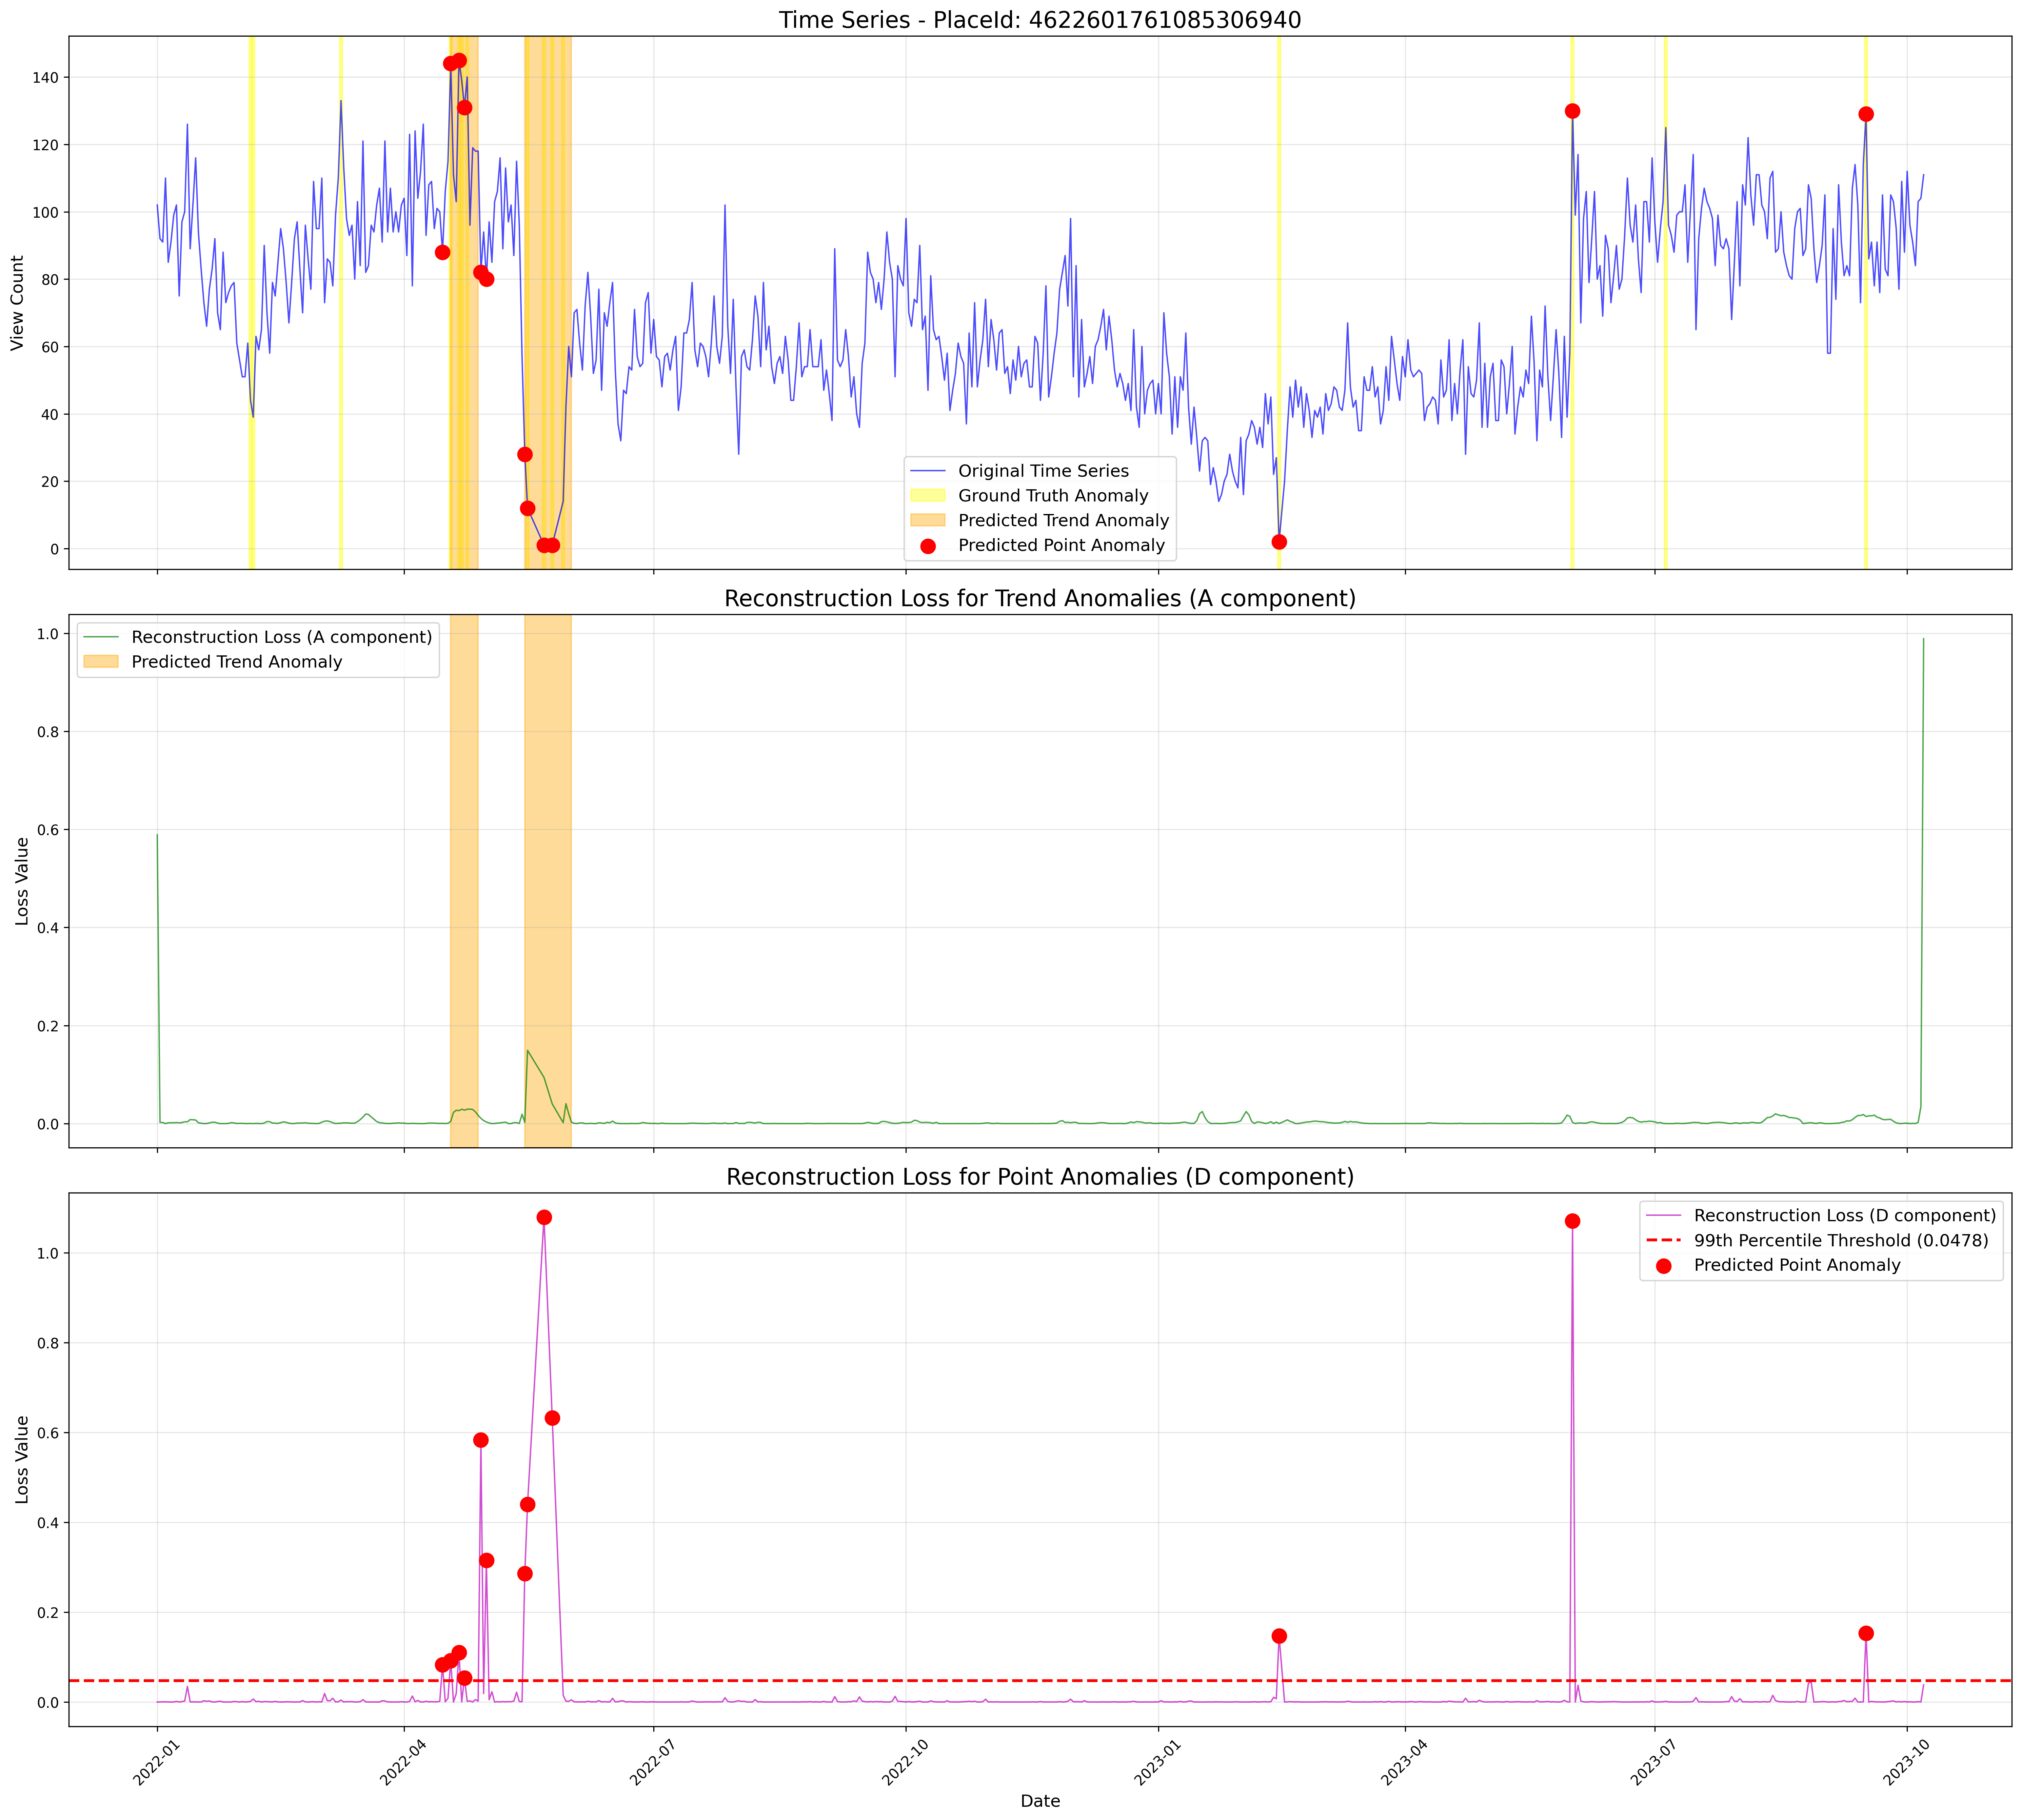 Time Series - PlaceId: 4622601761085306940
View Count
140
120
100
80
60
40
20
0
Original Time Series
Ground Truth Anomaly
Predicted Trend Anomaly
Predicted Point Anomaly
Reconstruction Loss for Trend Anomalies (A component)
Loss Value
1.0
0.8
0.6
0.4
0.2
0.0
Reconstruction Loss (A component)
Predicted Trend Anomaly
Reconstruction Loss for Point Anomalies (D component)
Loss Value
1.0
0.8
0.6
0.4
0.2
0.0
Reconstruction Loss (D component)
99th Percentile Threshold (0.0478)
Predicted Point Anomaly
2022-01
2022-04
2022-07
2022-10
2023-01
2023-04
2023-07
2023-10
Date